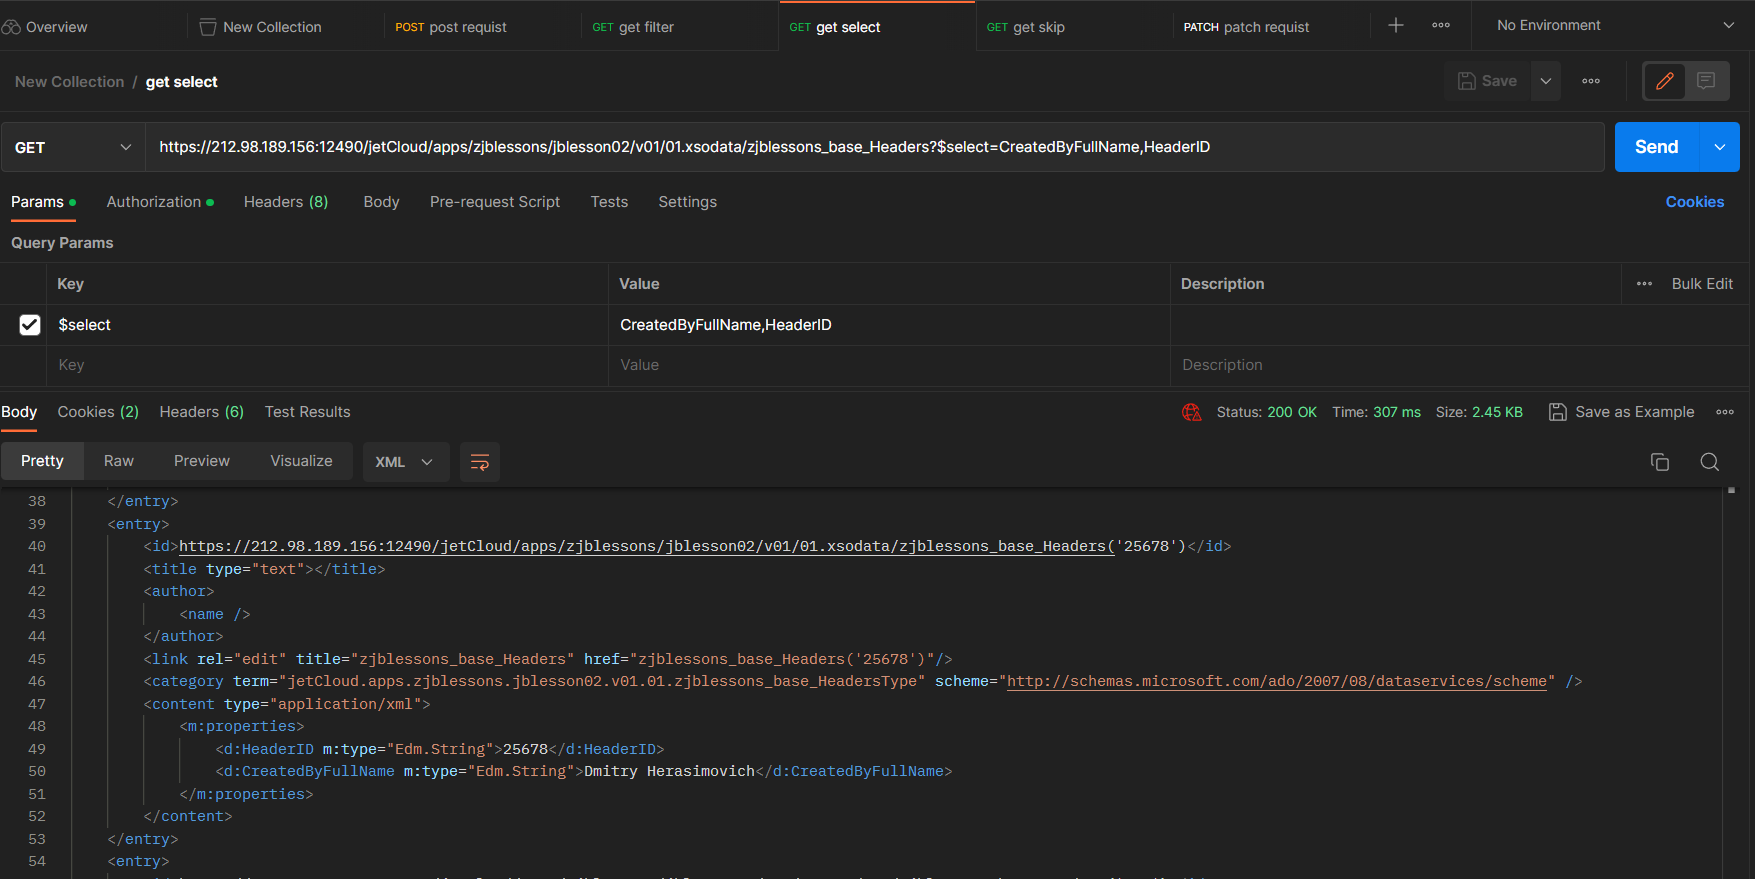 Overview
New Collection
POST post requist
GET get filter
GET get select
GET get skip
PATCH patch requist
No Environment
New Collection / get select
Save
GET
https://212.98.189.156:12490/jetCloud/apps/zjblessons/jblesson02/v01/01.xsodata/zjblessons_base_Headers?$select=CreatedByFullName,HeaderID
Send
Params Authorization Headers (8) Body Pre-request Script Tests Settings Cookies
Query Params
Key Value Description Bulk Edit
$select CreatedByFullName,HeaderID
Key Value Description
Body Cookies (2) Headers (6) Test Results Status: 200 OK Time: 307 ms Size: 2.45 KB Save as Example
Pretty Raw Preview Visualize XML
38 </entry>
39 <entry>
40 <id>https://212.98.189.156:12490/jetCloud/apps/zjblessons/jblesson02/v01/01.xsodata/zjblessons_base_Headers('25678')</id>
41 <title type="text"></title>
42 <author>
43 <name />
44 </author>
45 <link rel="edit" title="zjblessons_base_Headers" href="zjblessons_base_Headers('25678')"/>
46 <category term="jetCloud.apps.zjblessons.jblesson02.v01.01.zjblessons_base_HeadersType" scheme="http://schemas.microsoft.com/ado/2007/08/dataservices/scheme" />
47 <content type="application/xml">
48 <m:properties>
49 <d:HeaderID m:type="Edm.String">25678</d:HeaderID>
50 <d:CreatedByFullName m:type="Edm.String">Dmitry Herasimovich</d:CreatedByFullName>
51 </m:properties>
52 </content>
53 </entry>
54 <entry>